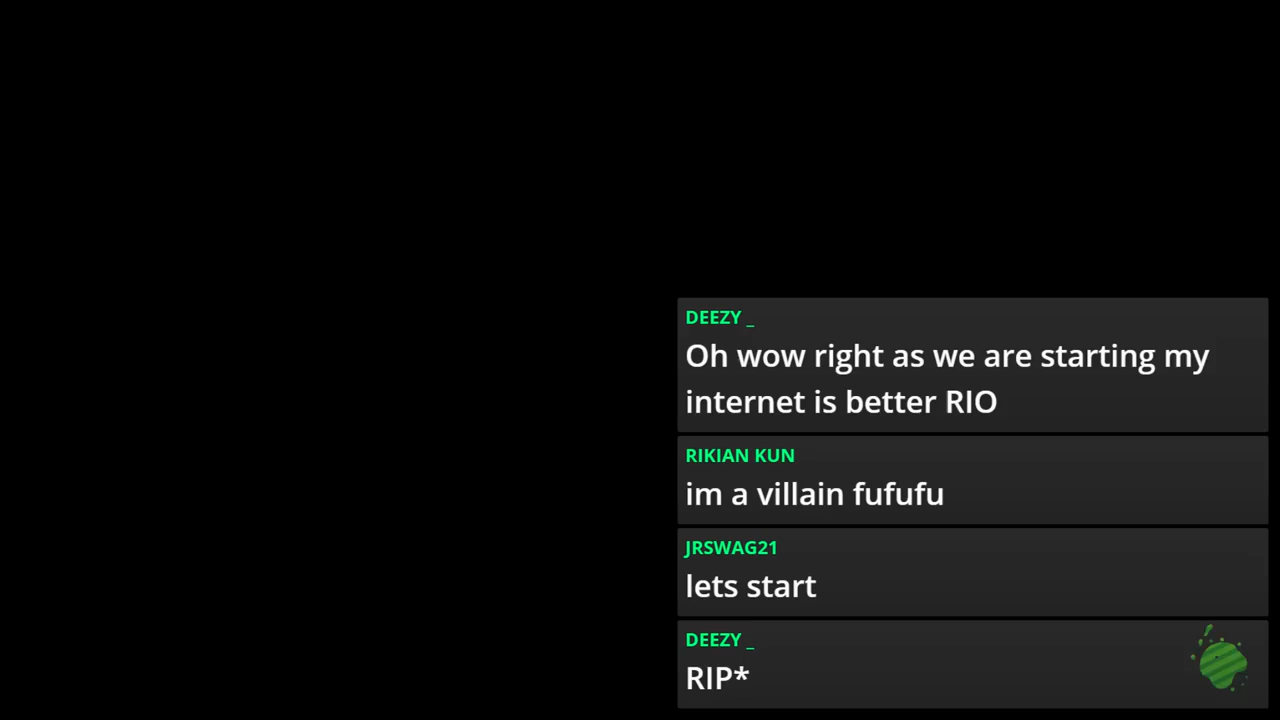 DEEZY _
Oh wow right as we are starting my
internet is better RIO
RIKIAN KUN
im a villain fufufu
JRSWAG21
lets start
DEEZY _
RIP*